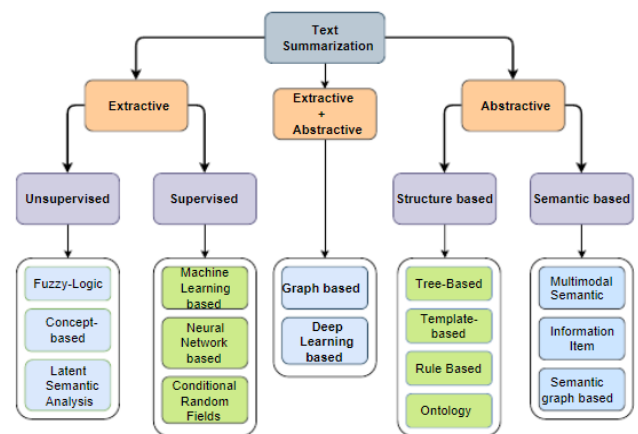 Text
Summarization
Extractive
Extractive
+
Abstractive
Abstractive
Unsupervised
Supervised
Structure based
Semantic based
Fuzzy-Logic
Concept-
based
Latent
Semantic
Analysis
Machine
Learning
based
Neural
Network
based
Conditional
Random
Fields
Graph based
Deep
Learning
based
Tree-Based
Template-
based
Rule Based
Ontology
Multimodal
Semantic
Information
Item
Semantic
graph based